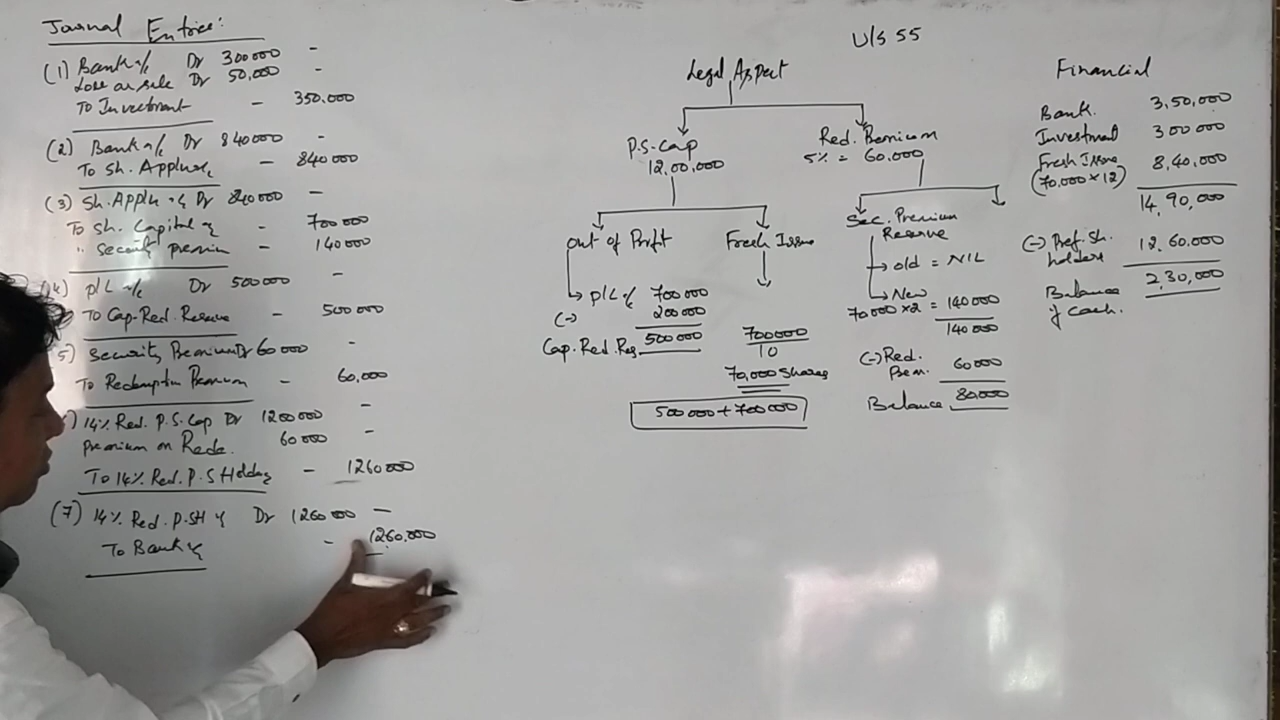 Journal Entries:
(1) Bank a/c Dr 300000 -
Loss on sale Dr 50,000 -
To Investment - 350,000
(2) Bank a/c Dr 840000 -
To Sh. - 840000
(3) Sh. Appln Dr 840000 -
To Sh. Capital - 700000
" security premium - 140000
P/L a/c Dr 500000 -
To Cap. Red. Reserve - 500000
5) Security Premium Dr 60000 -
To Redemption Premium - 60,000
14% Red. P.S. Cap Dr 1200000 -
Premium on Rede. 60000 -
To 14% Red. P.S - 1260000
(7) 14% Red. P.SH Dr 1260000 -
To Bank - 1260,000
U/s 55
Legal Aspect
P.S. Cap
12,00,000
Red. Premium
5% = 60,000
out of Profit
Fresh Issue
P/L a/c 700000
(-) 200000
Cap. Red. Res 500000
700000
10
70,000 Shares
500000 + 700000
Sec. Premium
Reserve
old = NIL
New
70000 x 2 = 140000
140000
(-) Red.
Prem. 60000
Balance 80000
Financial
Bank. 3,50,000
Investment 300000
Fresh Issue 8,40,000
(70,000 x 12)
14,90,000
(-) Pref. Sh. 12,60,000
holders
2,30,000
Balance
of cash.